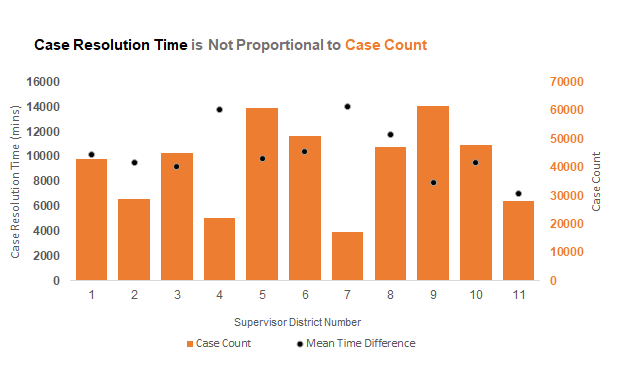 Case Resolution Time is Not Proportional to Case Count
16000 70000
14000 60000
12000 50000
10000 40000
8000 30000
6000 20000
4000 10000
2000 0
0
Case Resolution Time (mins)
Case Count
1 2 3 4 5 6 7 8 9 10 11
Supervisor District Number
Case Count Mean Time Difference